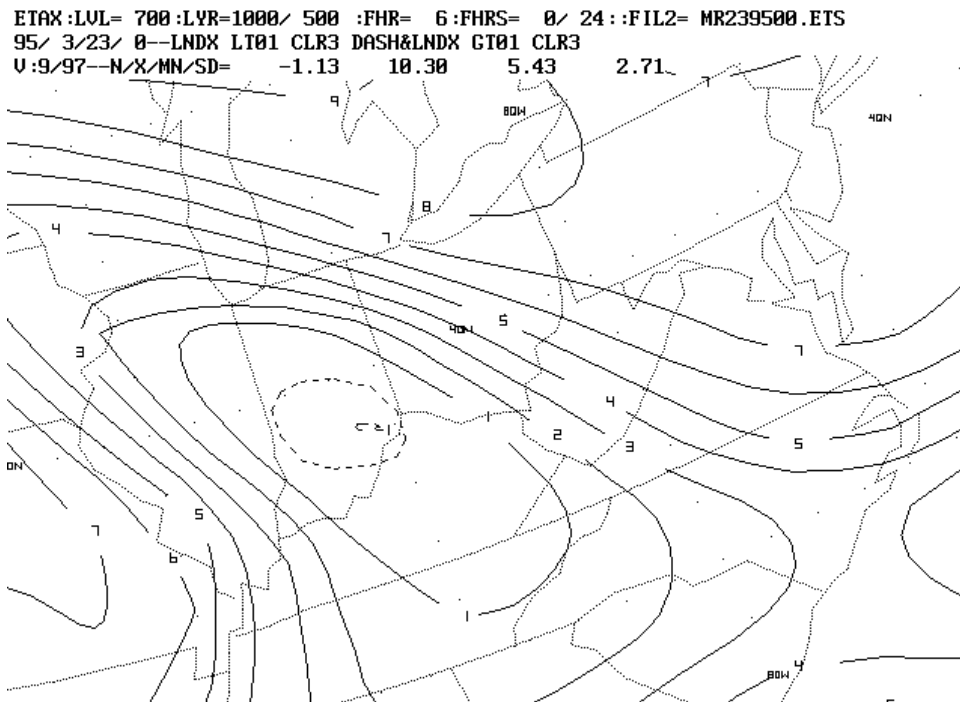 ETAX:LVL= 700:LYR=1000/ 500 :FHR= 6:FHRS= 0/ 24::FIL2= MR239500.ETS
95/ 3/23/ 0--LNDX LT01 CLR3 DASH&LNDX GT01 CLR3
V:9/97--N/X/MN/SD= -1.13 10.30 5.43 2.71
7
9
80W
40N
8
4
7
5
40N
3
7
4
1
-1
2
3
5
0N
5
7
6
1
4
80W